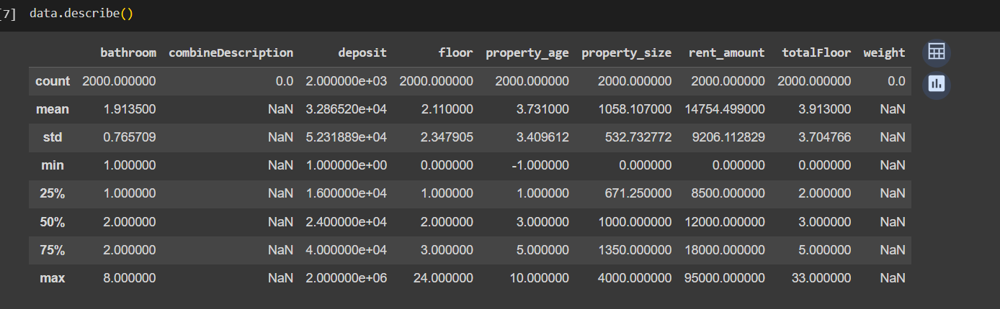 [7] data.describe()
bathroom combineDescription deposit floor property_age property_size rent_amount totalFloor weight
count 2000.000000 0.0 2.000000e+03 2000.000000 2000.000000 2000.000000 2000.000000 2000.000000 0.0
mean 1.913500 NaN 3.286520e+04 2.110000 3.731000 1058.107000 14754.499000 3.913000 NaN
std 0.765709 NaN 5.231889e+04 2.347905 3.409612 532.732772 9206.112829 3.704766 NaN
min 1.000000 NaN 1.000000e+00 0.000000 -1.000000 0.000000 0.000000 0.000000 NaN
25% 1.000000 NaN 1.600000e+04 1.000000 1.000000 671.250000 8500.000000 2.000000 NaN
50% 2.000000 NaN 2.400000e+04 2.000000 3.000000 1000.000000 12000.000000 3.000000 NaN
75% 2.000000 NaN 4.000000e+04 3.000000 5.000000 1350.000000 18000.000000 5.000000 NaN
max 8.000000 NaN 2.000000e+06 24.000000 10.000000 4000.000000 95000.000000 33.000000 NaN